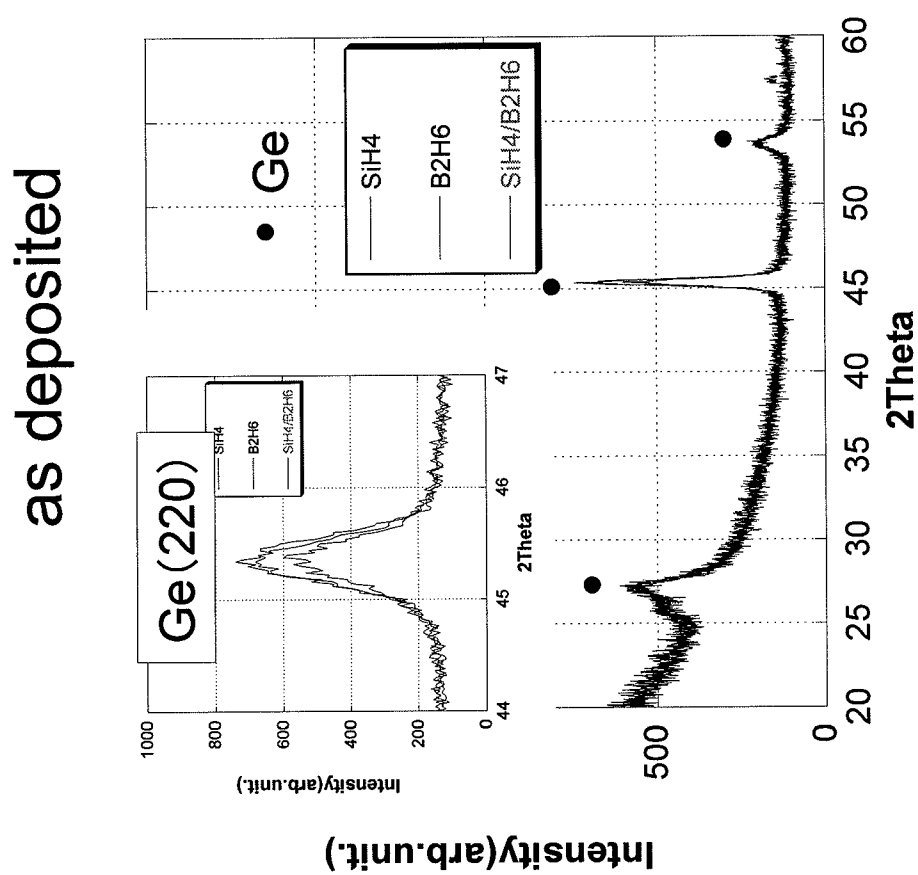 as deposited
Ge
SiH4
B2H6
SiH4/B2H6
Ge(220)
SiH4
B2H6
SiH4/B2H6
1000
800
600
400
200
0
44
45
46
47
2Theta
Intensity(arb.unit.)
500
0
20
25
30
35
40
45
50
55
60
2Theta
Intensity(arb.unit.)